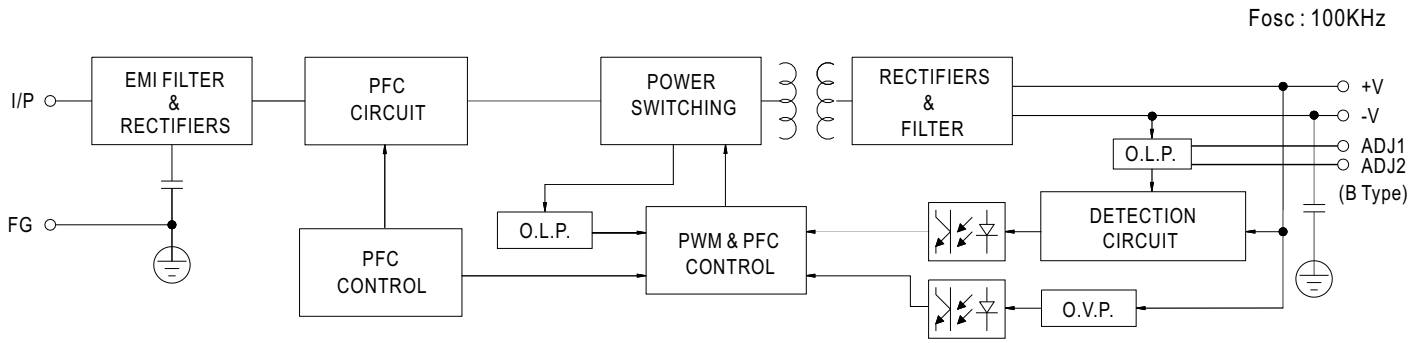 Fosc : 100KHz
I/P
EMI FILTER
&
RECTIFIERS
PFC
CIRCUIT
POWER
SWITCHING
RECTIFIERS
&
FILTER
+V
-V
ADJ1
ADJ2
(B Type)
O.L.P.
FG
O.L.P.
PFC
CONTROL
PWM & PFC
CONTROL
DETECTION
CIRCUIT
O.V.P.